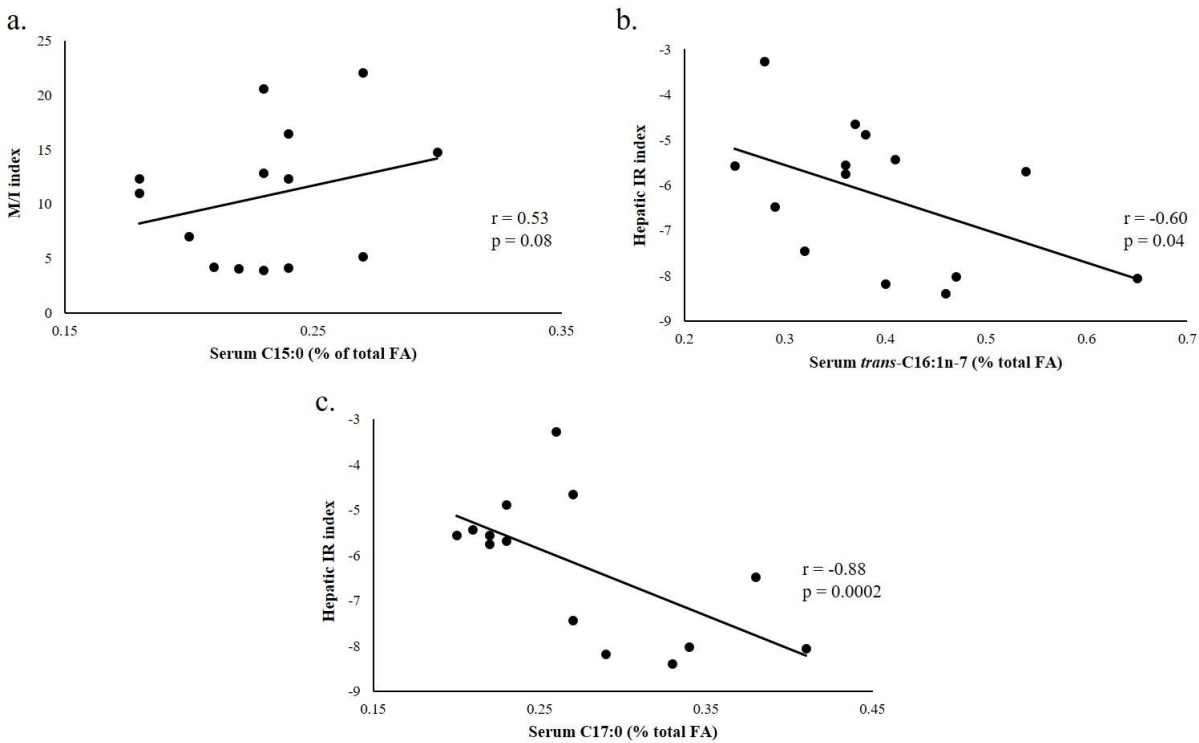 a.
25
20
15
10
5
0
M/I index
r = 0.53
p = 0.08
0.15
0.25
0.35
Serum C15:0 (% of total FA)
b.
-3
-4
-5
-6
-7
-8
-9
Hepatic IR index
r = -0.60
p = 0.04
0.2
0.3
0.4
0.5
0.6
0.7
Serum trans-C16:1n-7 (% total FA)
c.
-3
-4
-5
-6
-7
-8
-9
Hepatic IR index
r = -0.88
p = 0.0002
0.15
0.25
0.35
0.45
Serum C17:0 (% total FA)